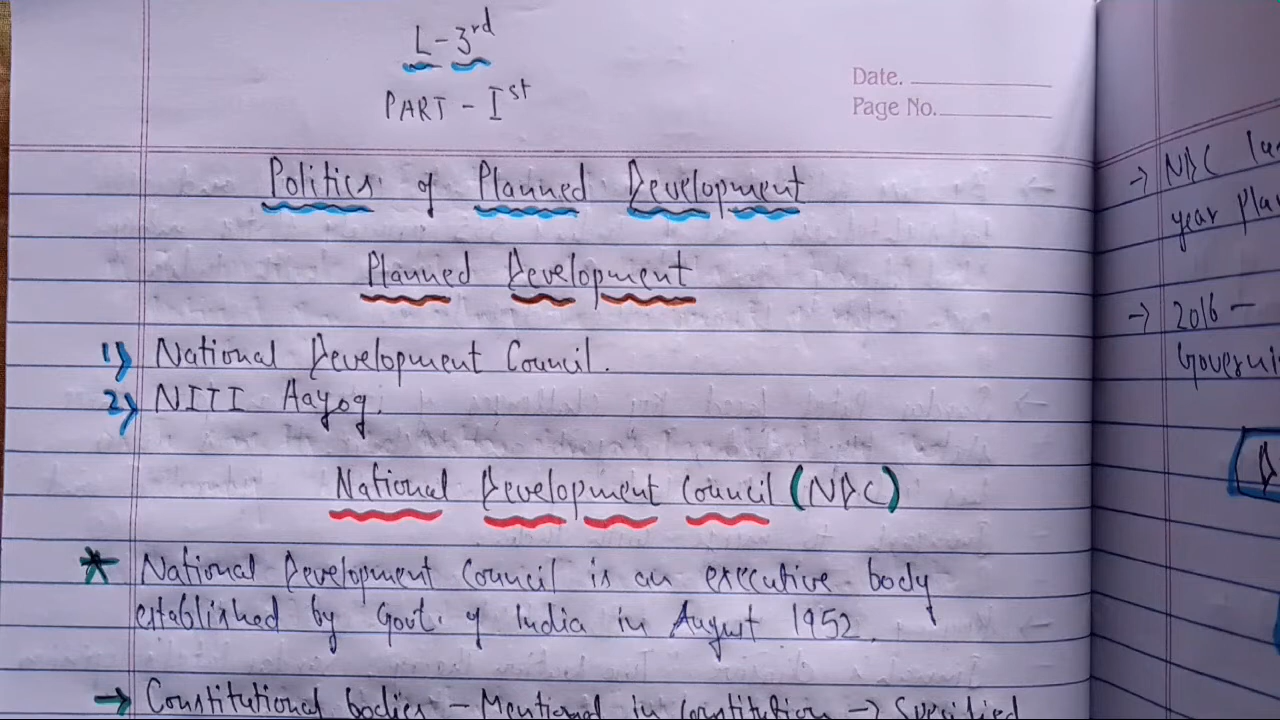 L-3rd
PART - Ist
Date.
Page No.
Politics of Planned Development
Planned Development
1) National Development Council.
2) NITI Aayog.
National Development Council (NDC)
* National Development Council is an executive body
established by Govt. of India in August 1952.
→ Constitutional bodies - Mentioned in Constitution → Specified
→ NDC
year
→ 2016 -